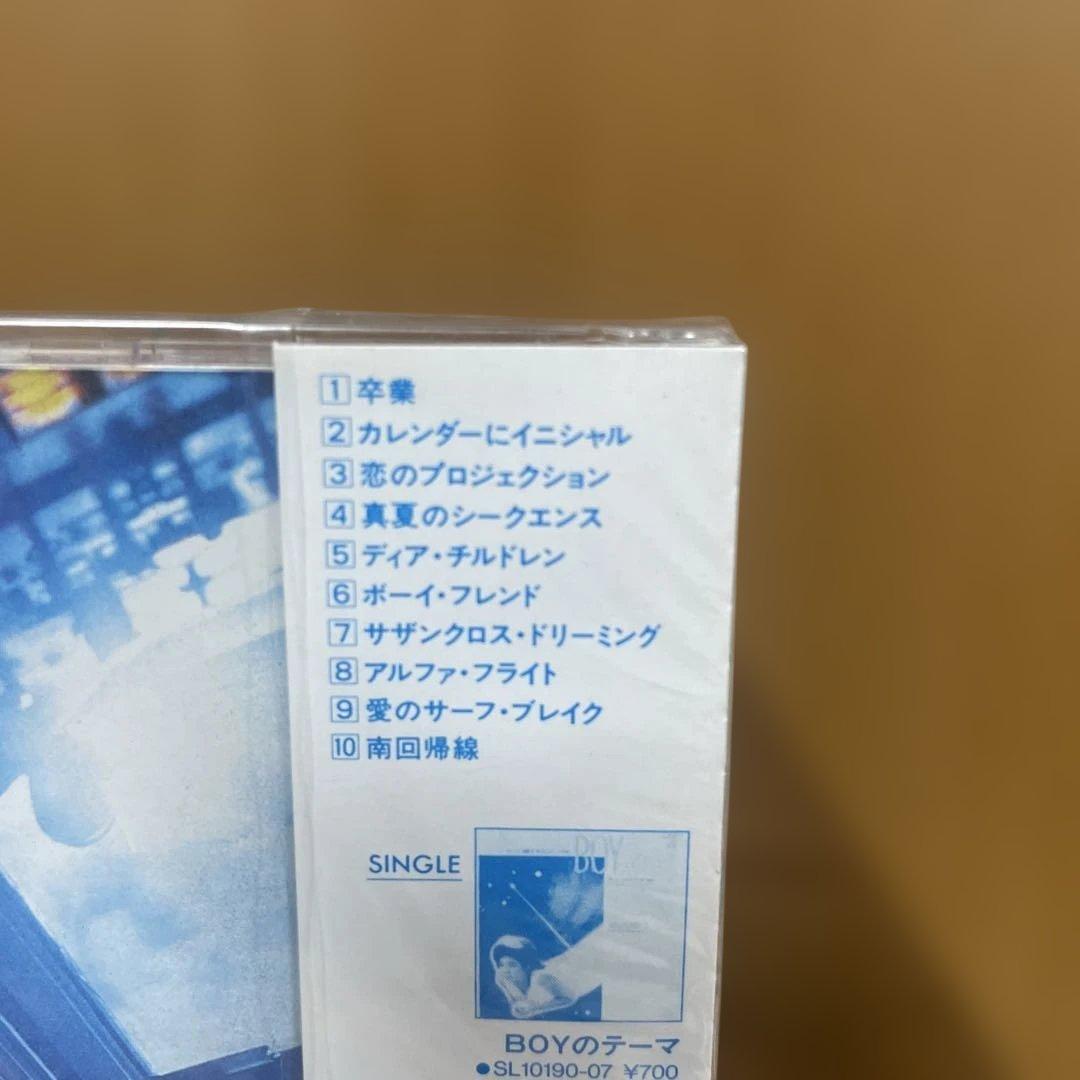 1 卒業
2 カレンダーにイニシャル
3 恋のプロジェクション
4 真夏のシークエンス
5 ディア・チルドレン
6 ボーイ・フレンド
7 サザンクロス・ドリーミング
8 アルファ・フライト
9 愛のサーフ・ブレイク
10 南回帰線
SINGLE
BOY
BOYのテーマ
●SL10190-07 ¥700